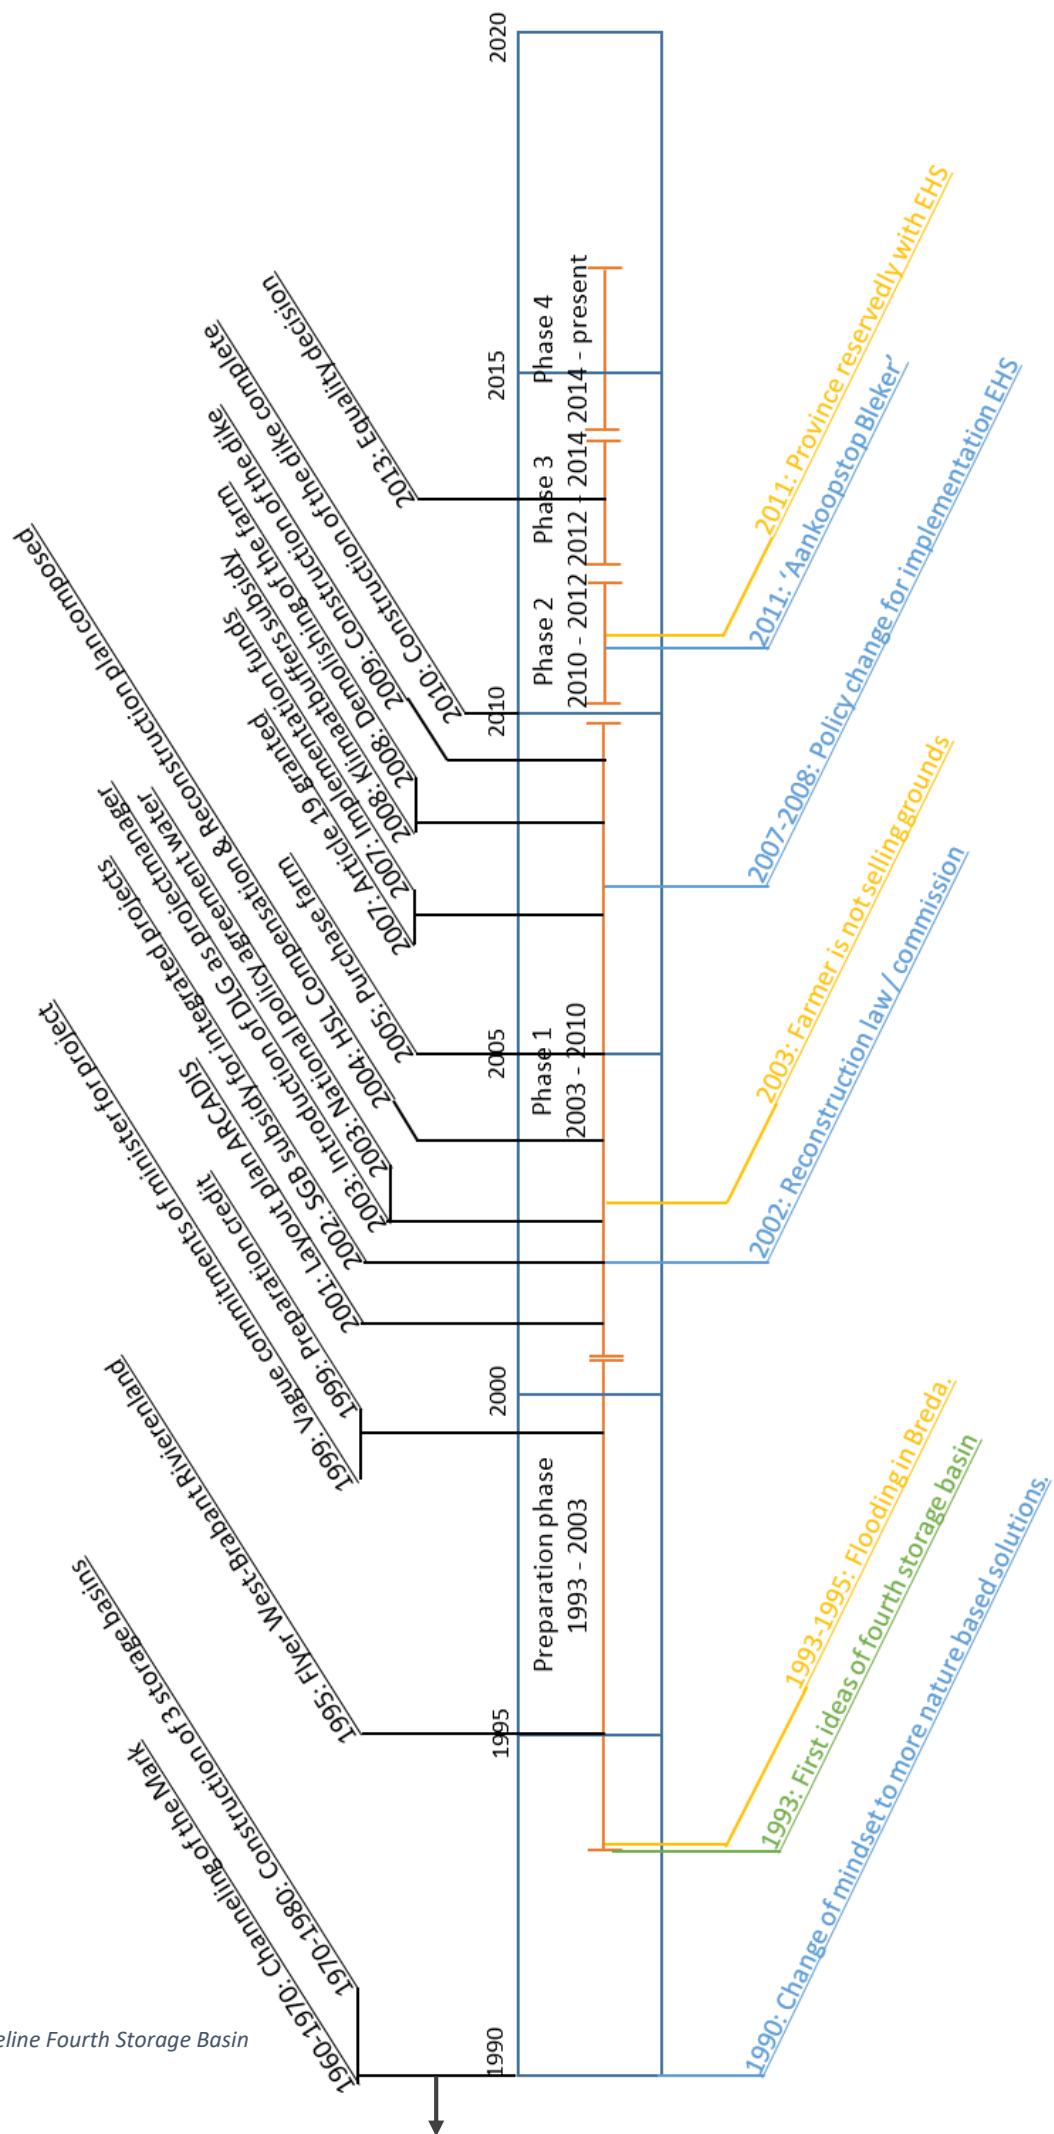 1960-1970: Channeling of the Mark
1970-1980: Construction of 3 storage basins
1995: Flyer West-Brabant Rivierenland
1999: Vague commitments of minister for project
1999: Preparation credit
2001: Layout plan ARCADIS
2002: SGB subsidy for integrated projects
2003: Introduction of DLG as projectmanager
2003: National policy agreement water
2004: HSL Compensation & Reconstruction plan composed
2005: Purchase farm
2007: Article 19 granted
2007: Implementation funds
2008: Klimaatbuffers subsidy
2008: Demolishing of the farm
2009: Construction of the dike
2010: Construction of the dike complete
2013: Equality decision
1990
1995
2000
2005
2010
2015
2020
Preparation phase
1993 - 2003
Phase 1
2003 - 2010
Phase 2
2010 - 2012
Phase 3
2012 - 2014
Phase 4
2014 - present
1990: Change of mindset to more nature based solutions.
1993: First ideas of fourth storage basin
1993-1995: Flooding in Breda.
2002: Reconstruction law / commission
2003: Farmer is not selling grounds
2007-2008: Policy change for implementation EHS
2011: ‘Aankoopstop Bleker’
2011: Province reservedly with EHS
eline Fourth Storage Basin